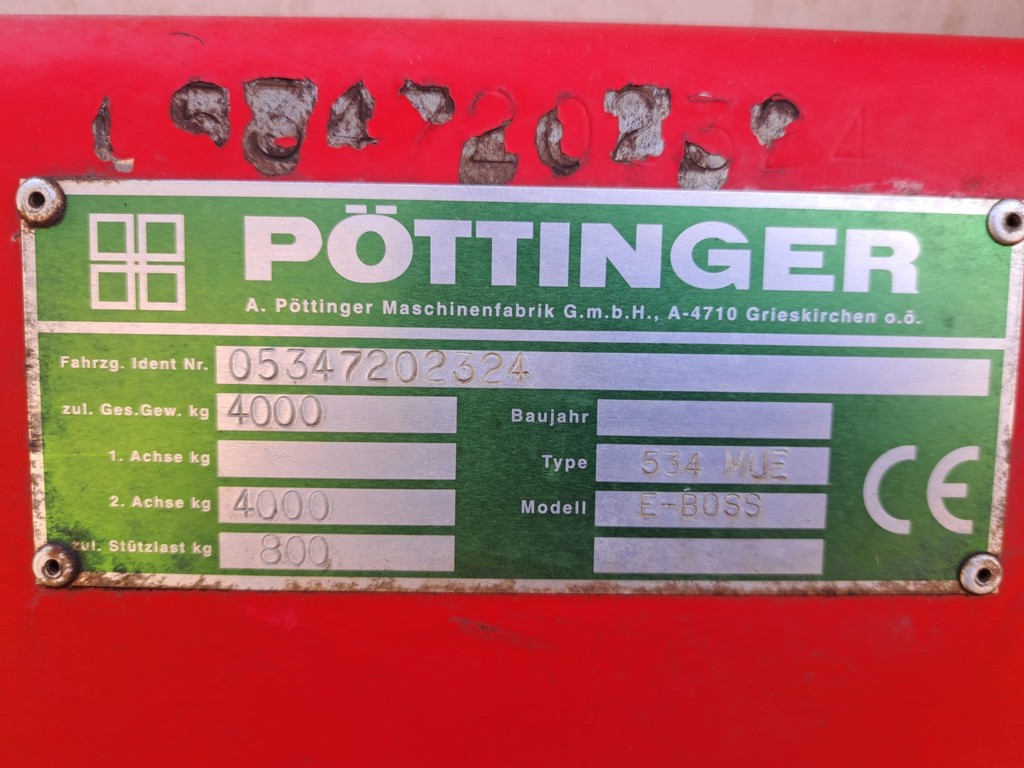 05347202324
PÖTTINGER
A. Pöttinger Maschinenfabrik G.m.b.H., A-4710 Grieskirchen o.ö.
Fahrzg. Ident Nr. 05347202324
zul. Ges.Gew. kg 4000
Baujahr
1. Achse kg
Type 534 MUE
2. Achse kg 4000
Modell E-BOSS
zul. Stützlast kg 800
CE